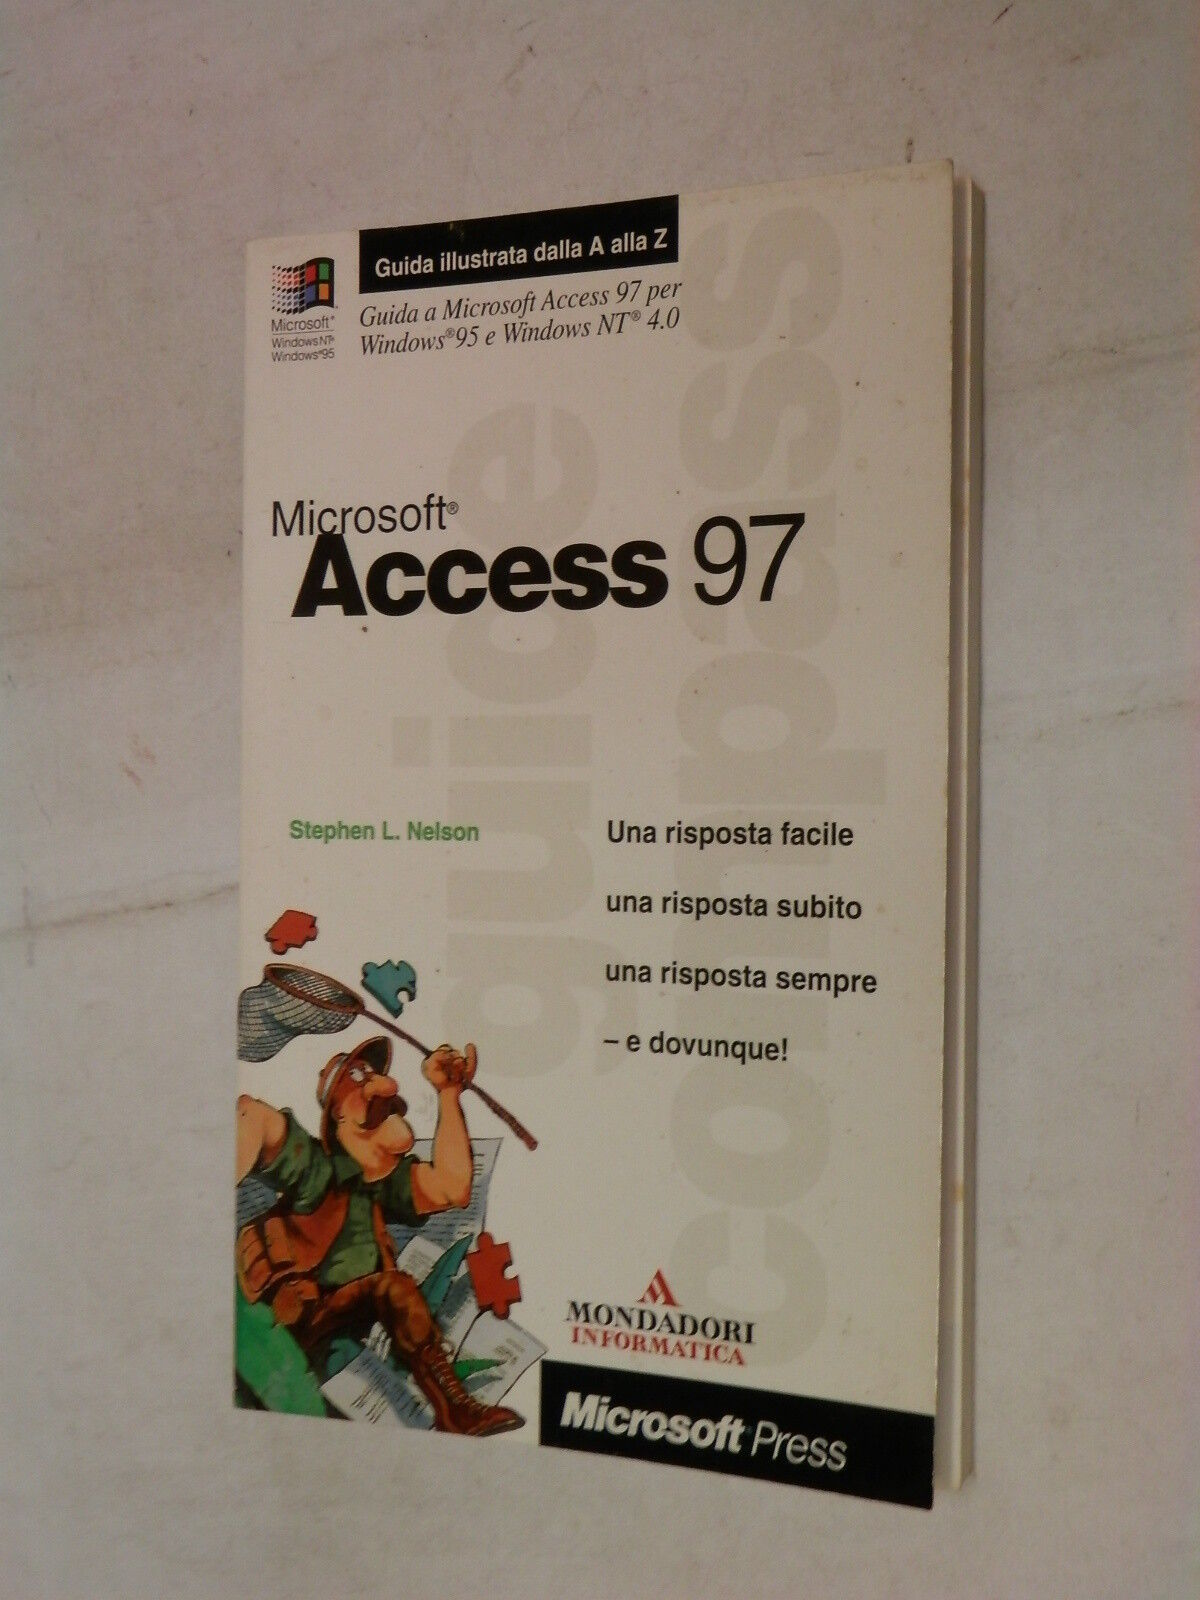 Guida illustrata dalla A alla Z
Guida a Microsoft Access 97 per
Windows®95 e Windows NT® 4.0
Microsoft®
Windows NT®
Windows®95
guide
compass
Microsoft®
Access 97
Stephen L. Nelson
Una risposta facile
una risposta subito
una risposta sempre
– e dovunque!
MONDADORI
INFORMATICA
Microsoft® Press